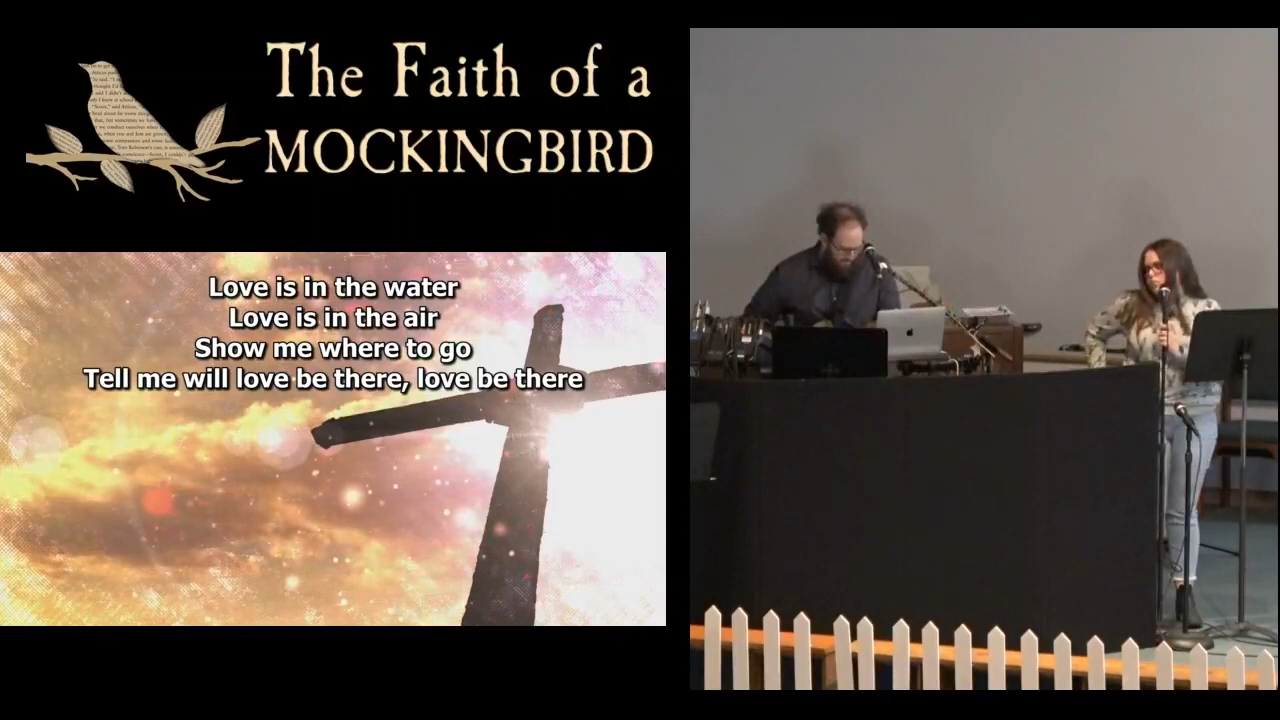 The Faith of a
MOCKINGBIRD
Love is in the water
Love is in the air
Show me where to go
Tell me will love be there, love be there